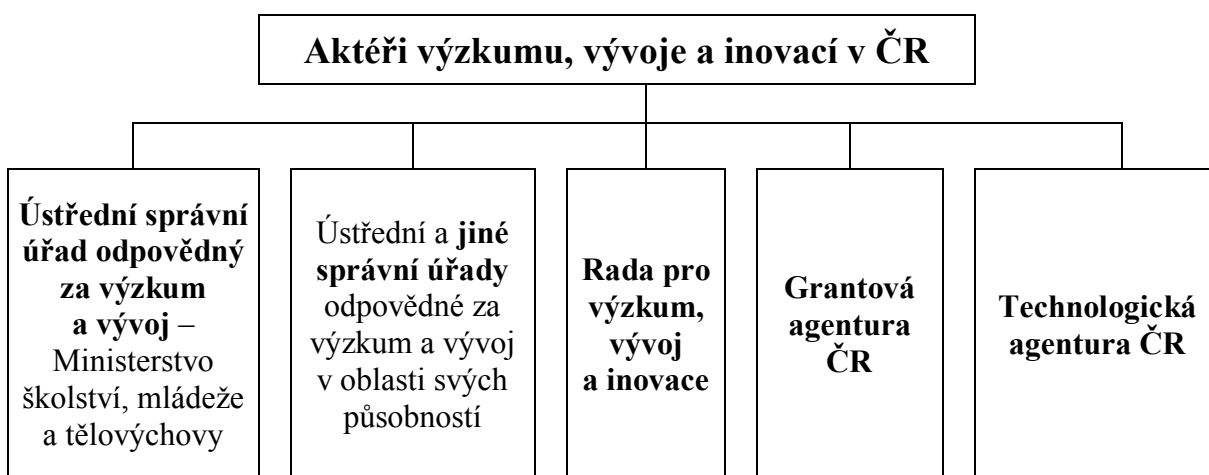 Aktéři výzkumu, vývoje a inovací v ČR
Ústřední správní
úřad odpovědný
za výzkum
a vývoj –
Ministerstvo
školství, mládeže
a tělovýchovy
Ústřední a jiné
správní úřady
odpovědné za
výzkum a vývoj
v oblasti svých
působností
Rada pro
výzkum,
vývoj
a inovace
Grantová
agentura
ČR
Technologická
agentura ČR